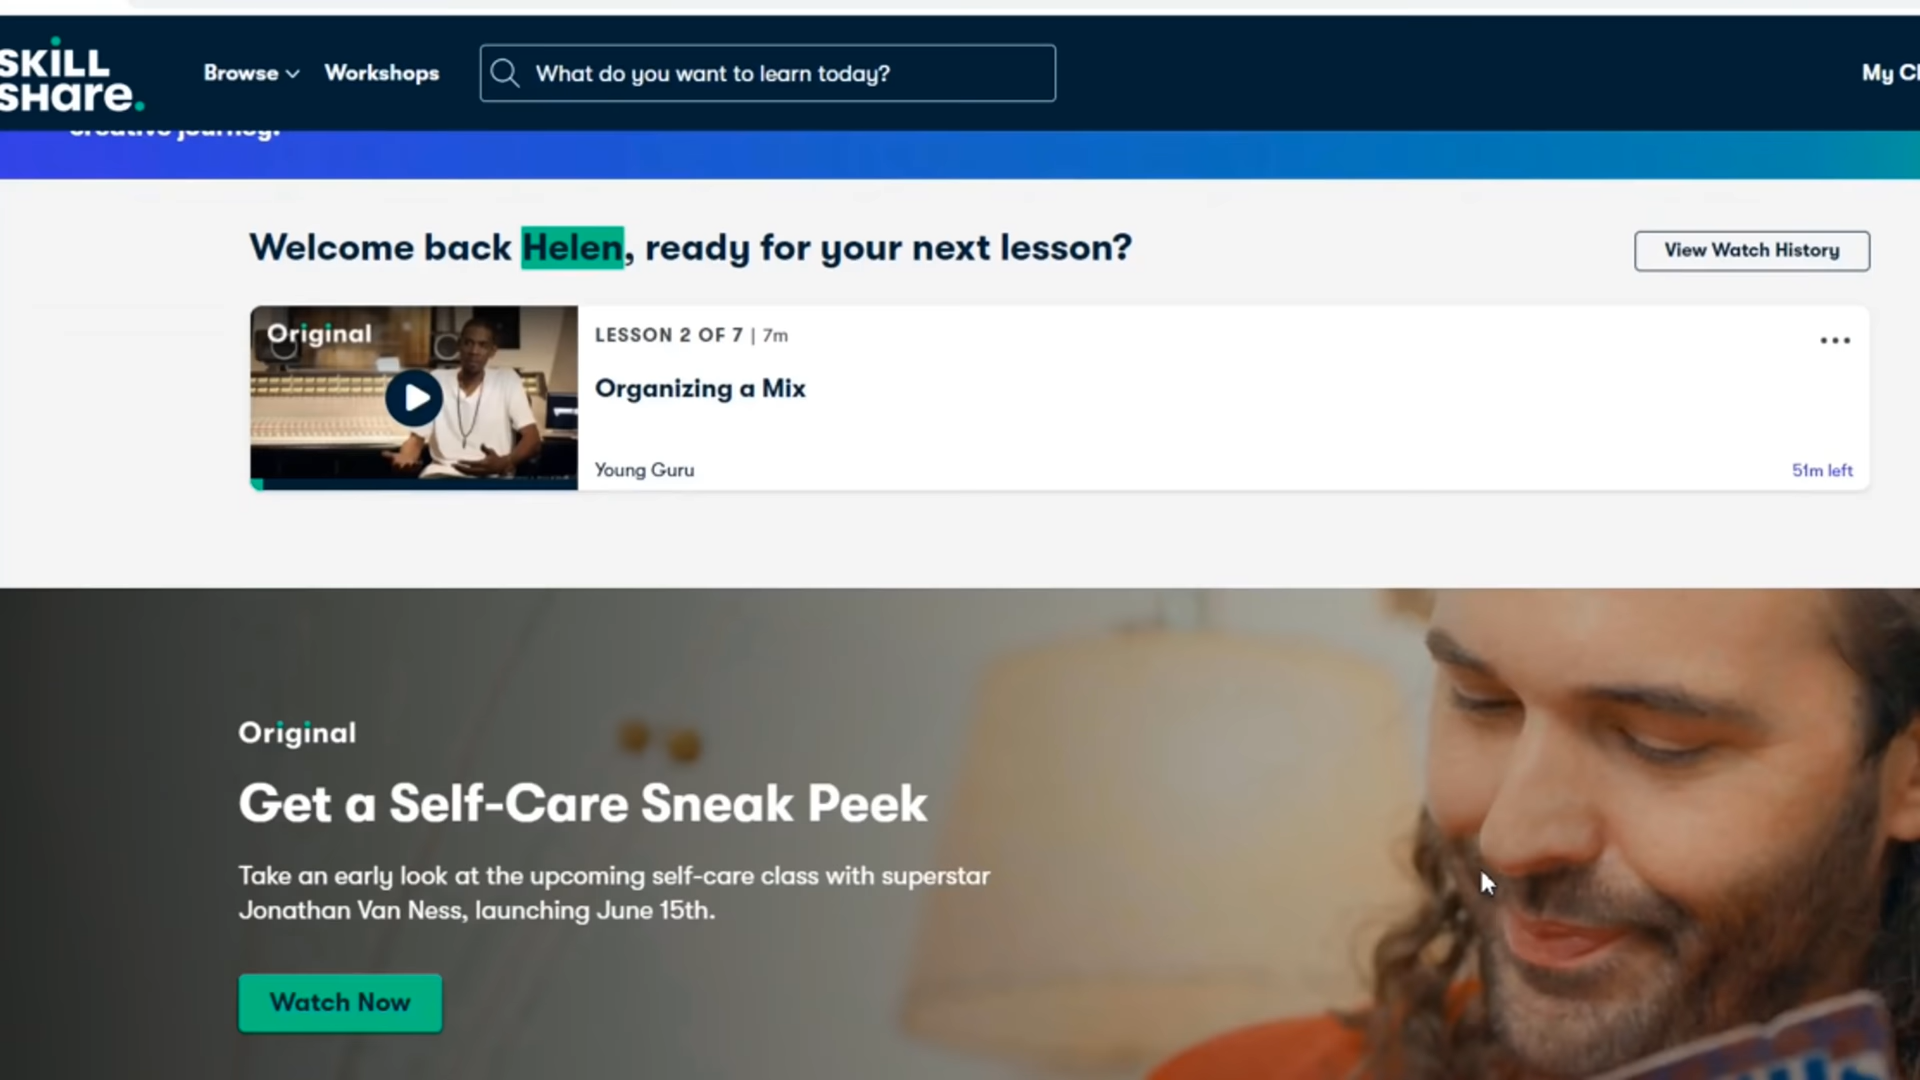 SKILL
SHare.
Browse
Workshops
What do you want to learn today?
My Cl
creative journey.
Welcome back Helen, ready for your next lesson?
View Watch History
Original
LESSON 2 OF 7 | 7m
Organizing a Mix
Young Guru
51m left
Original
Get a Self-Care Sneak Peek
Take an early look at the upcoming self-care class with superstar
Jonathan Van Ness, launching June 15th.
Watch Now